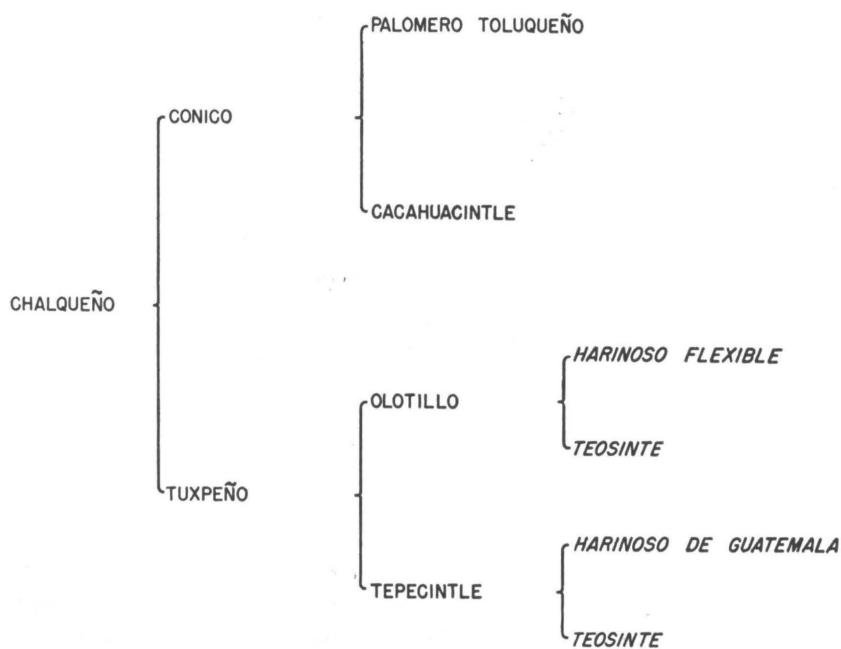 PALOMERO TOLUQUEÑO
CONICO
CACAHUACINTLE
CHALQUEÑO
HARINOSO FLEXIBLE
OLOTILLO
TEOSINTE
TUXPEÑO
HARINOSO DE GUATEMALA
TEPECINTLE
TEOSINTE